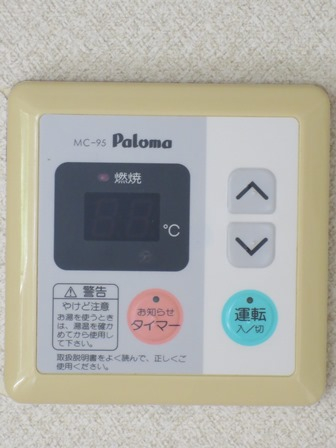 MC-95 Paloma
燃焼
℃
警告
やけど注意
お湯を使うとき
は、湯温を確か
めてから使用し
て下さい。
お知らせ
タイマー
運転
入/切
取扱説明書をよく読んで、正しくご
使用ください。